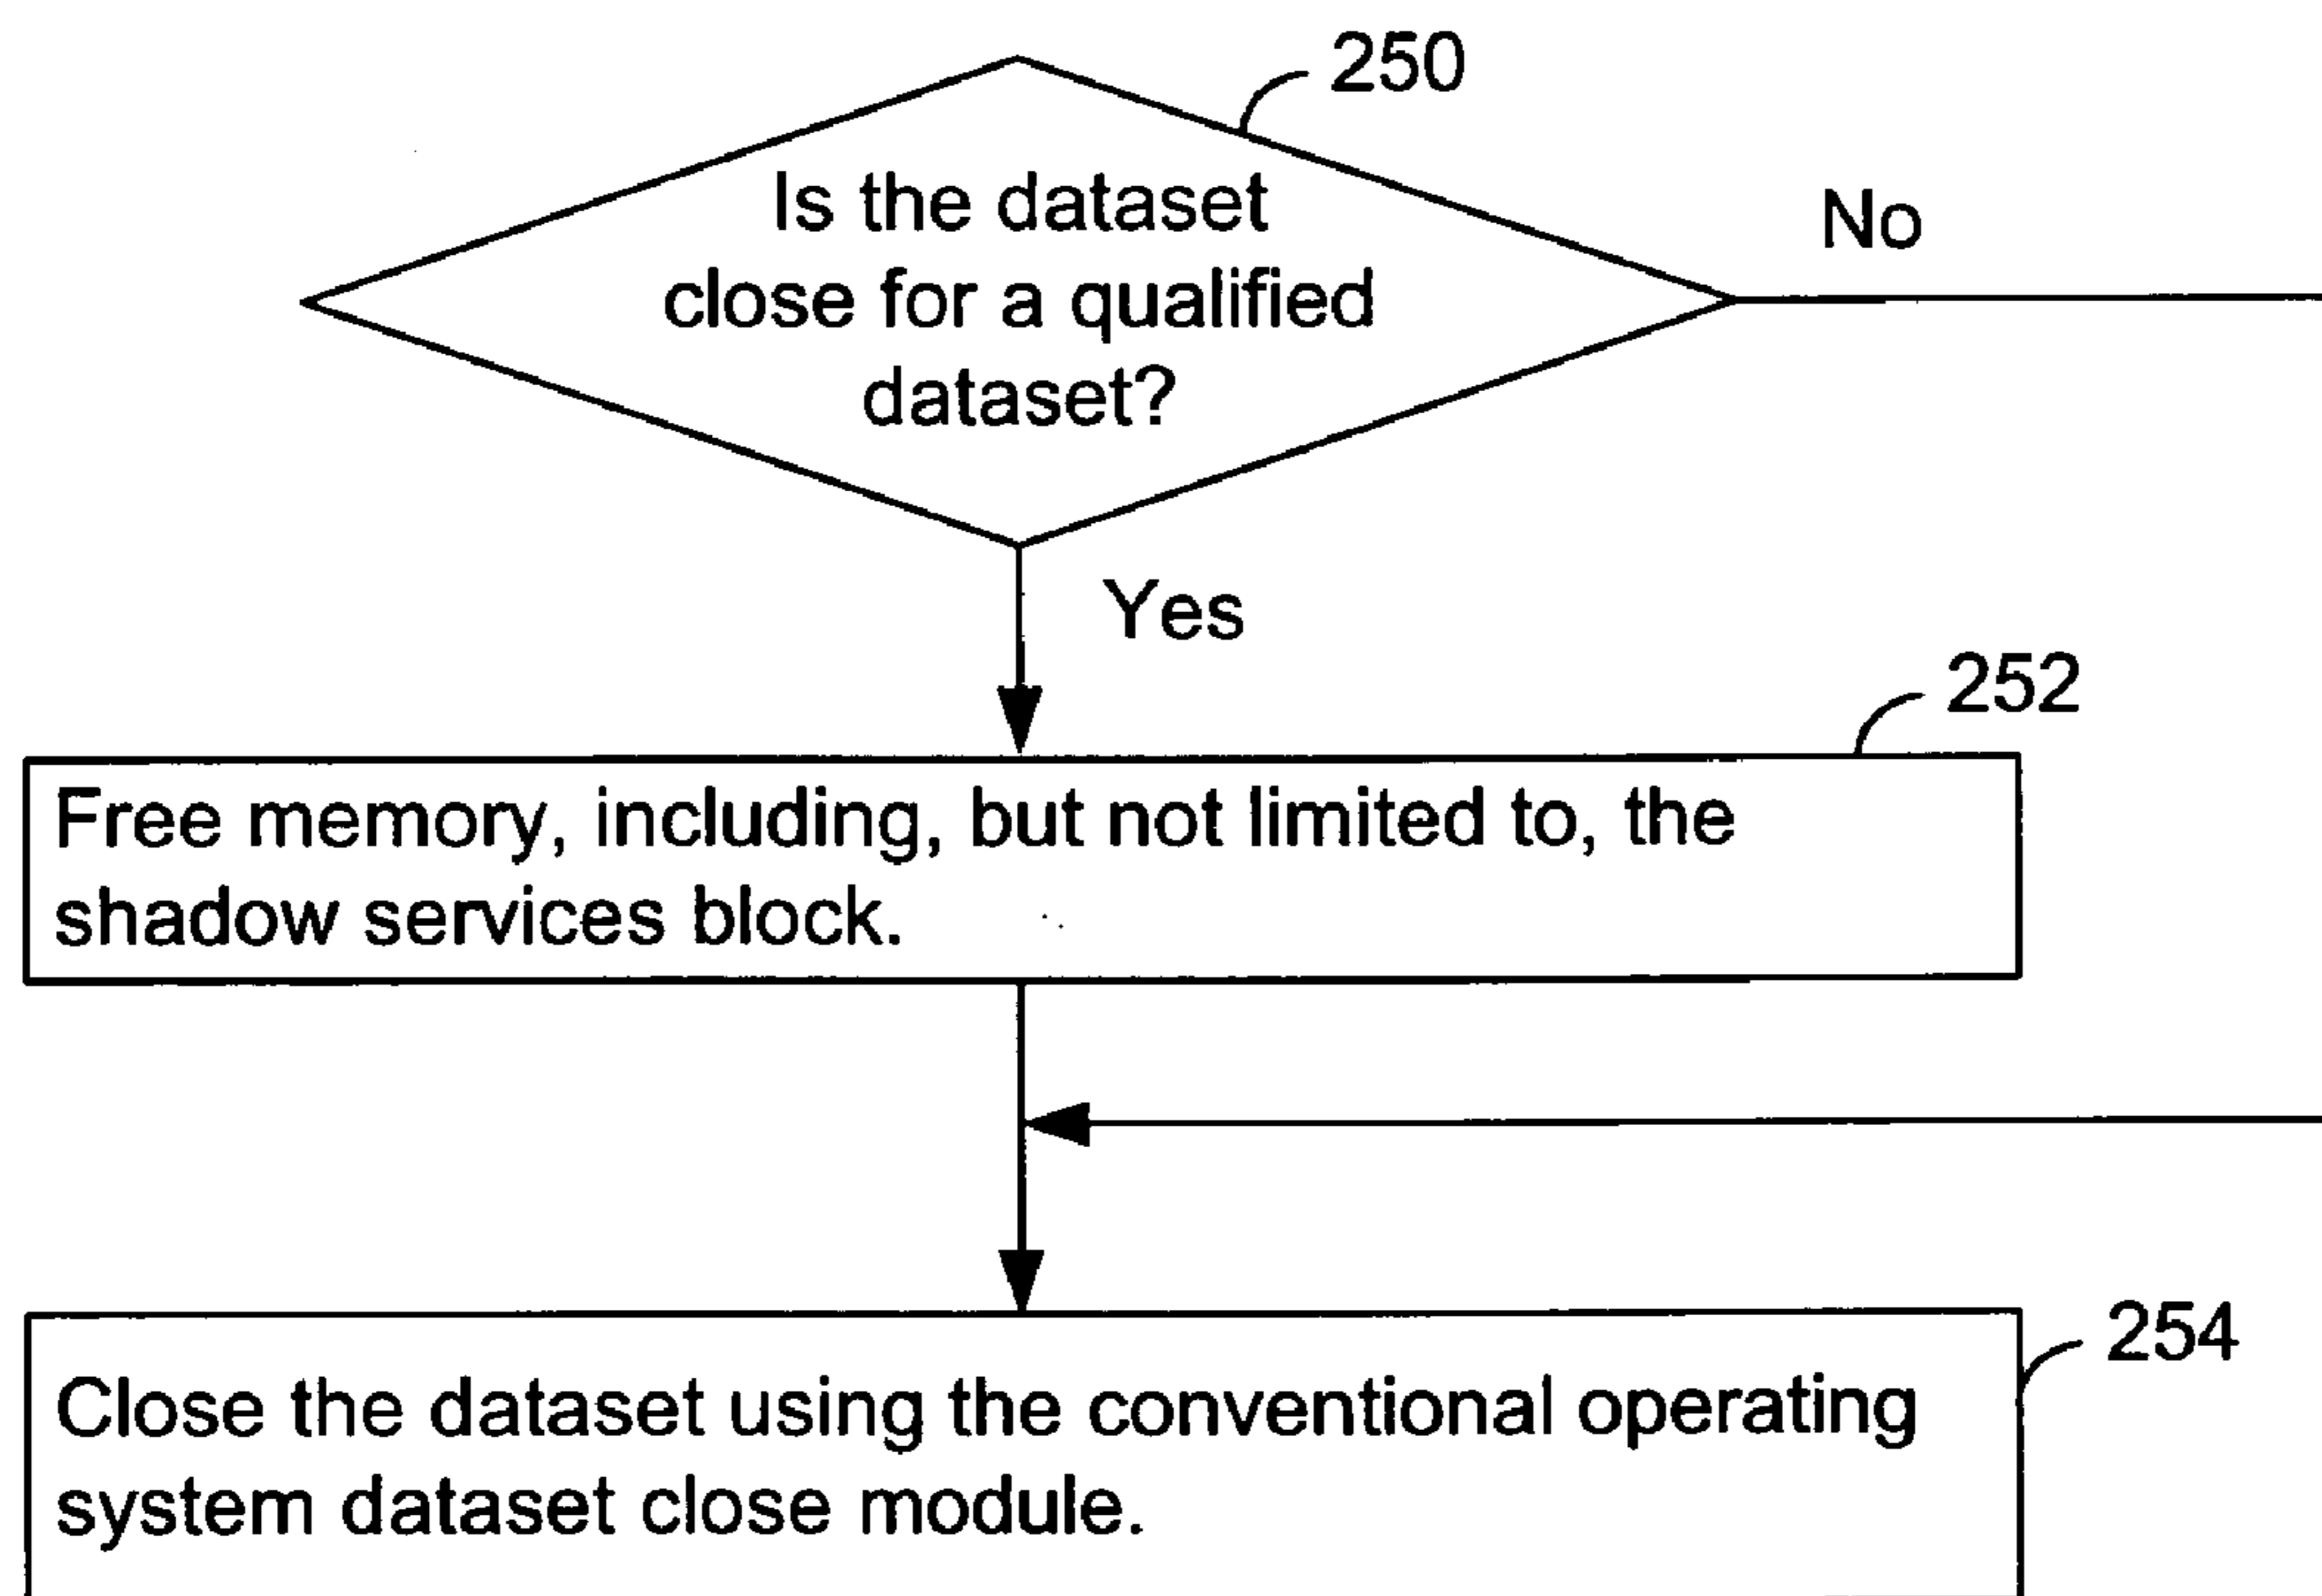 250
Is the dataset
close for a qualified
dataset?
No
Yes
252
Free memory, including, but not limited to, the
shadow services block.
254
Close the dataset using the conventional operating
system dataset close module.